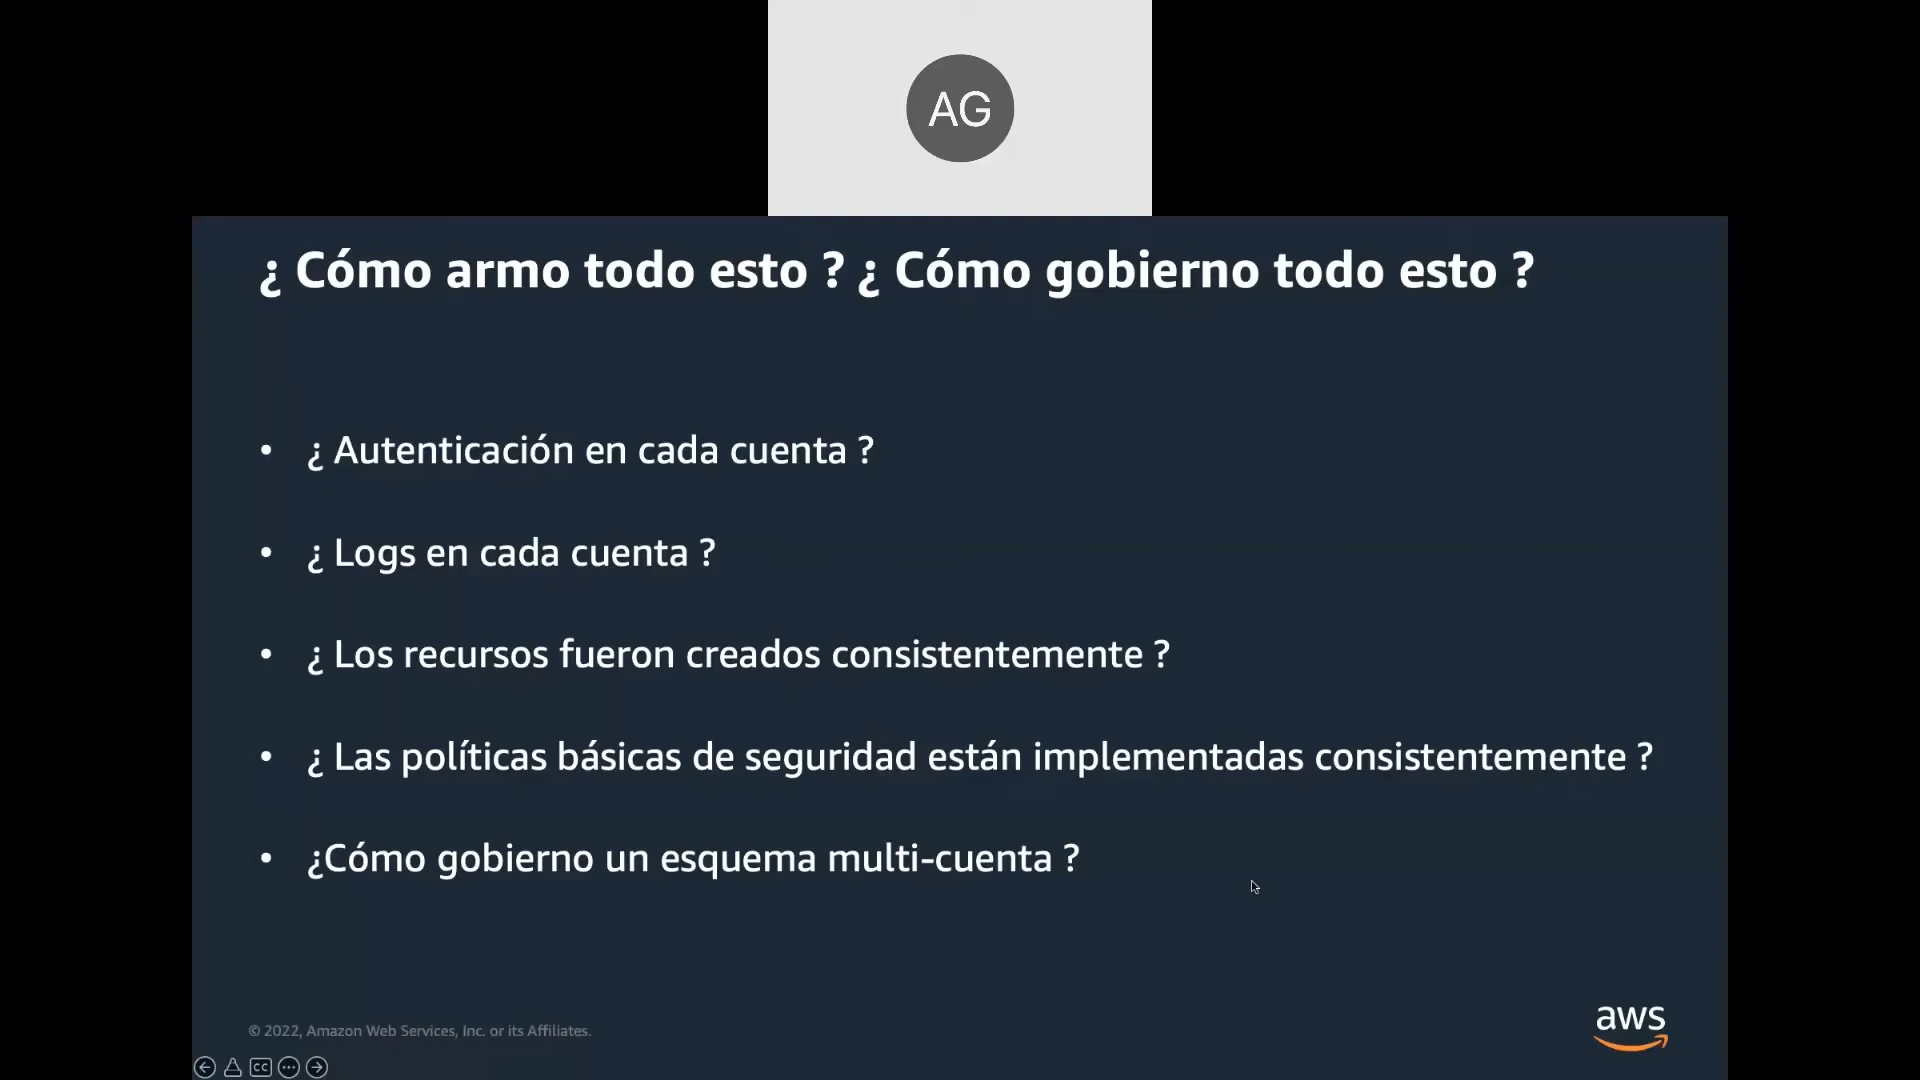 AG
¿ Cómo armo todo esto ? ¿ Cómo gobierno todo esto ?
• ¿ Autenticación en cada cuenta ?
• ¿ Logs en cada cuenta ?
• ¿ Los recursos fueron creados consistentemente ?
• ¿ Las políticas básicas de seguridad están implementadas consistentemente ?
• ¿Cómo gobierno un esquema multi-cuenta ?
© 2022, Amazon Web Services, Inc. or its Affiliates.
aws
CC